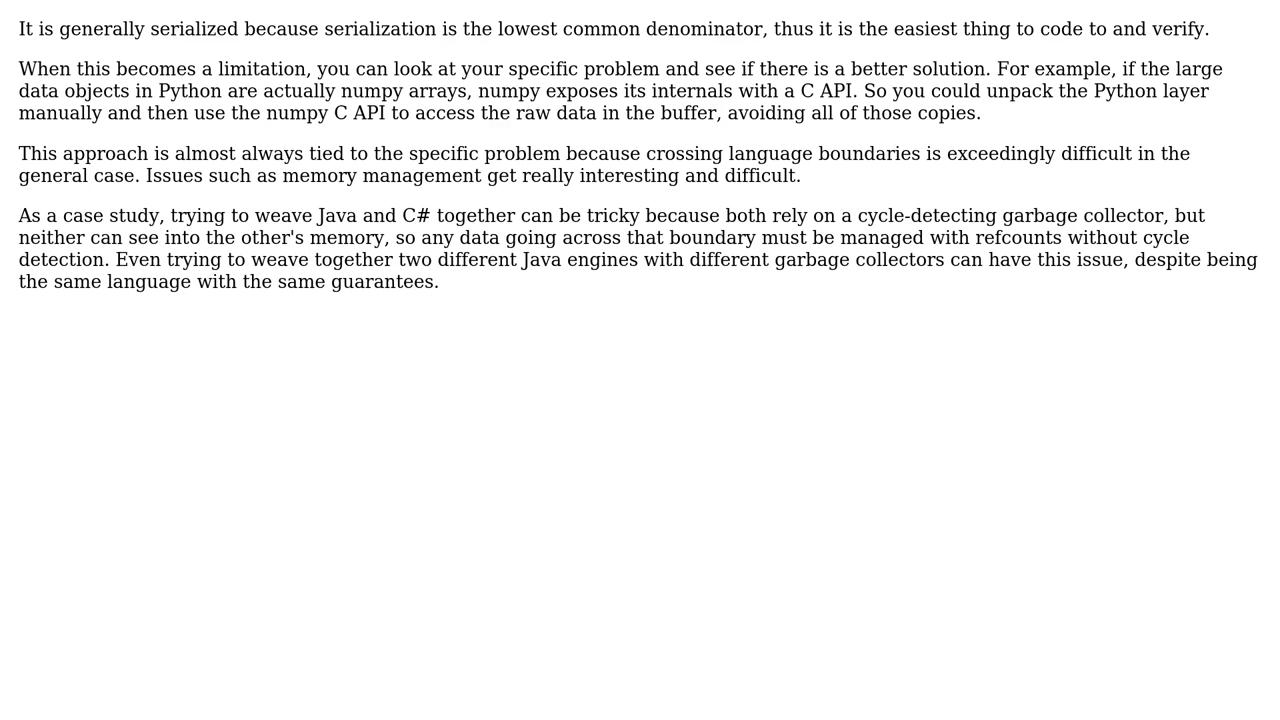 It is generally serialized because serialization is the lowest common denominator, thus it is the easiest thing to code to and verify.
When this becomes a limitation, you can look at your specific problem and see if there is a better solution. For example, if the large
data objects in Python are actually numpy arrays, numpy exposes its internals with a C API. So you could unpack the Python layer
manually and then use the numpy C API to access the raw data in the buffer, avoiding all of those copies.
This approach is almost always tied to the specific problem because crossing language boundaries is exceedingly difficult in the
general case. Issues such as memory management get really interesting and difficult.
As a case study, trying to weave Java and C# together can be tricky because both rely on a cycle-detecting garbage collector, but
neither can see into the other's memory, so any data going across that boundary must be managed with refcounts without cycle
detection. Even trying to weave together two different Java engines with different garbage collectors can have this issue, despite being
the same language with the same guarantees.